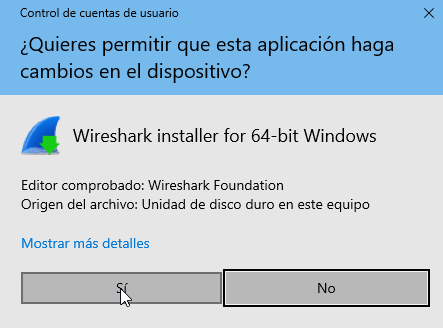 Control de cuentas de usuario
¿Quieres permitir que esta aplicación haga
cambios en el dispositivo?
Wireshark installer for 64-bit Windows
Editor comprobado: Wireshark Foundation
Origen del archivo: Unidad de disco duro en este equipo
Mostrar más detalles
Sí
No